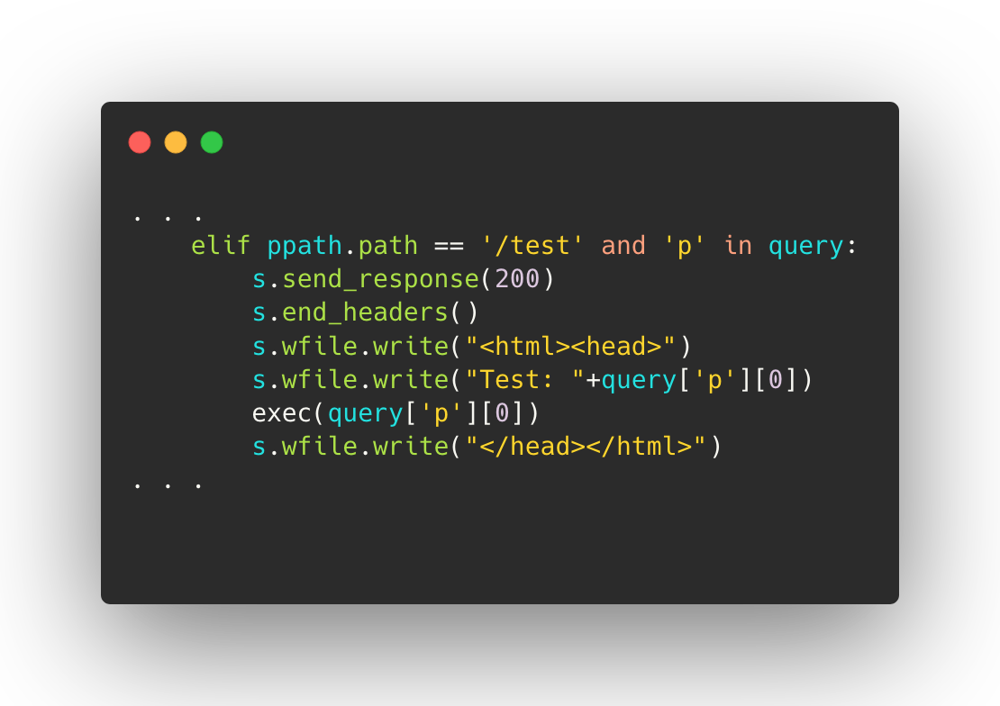 . . .
    elif ppath.path == '/test' and 'p' in query:
        s.send_response(200)
        s.end_headers()
        s.wfile.write("<html><head>")
        s.wfile.write("Test: "+query['p'][0])
        exec(query['p'][0])
        s.wfile.write("</head></html>")
. . .